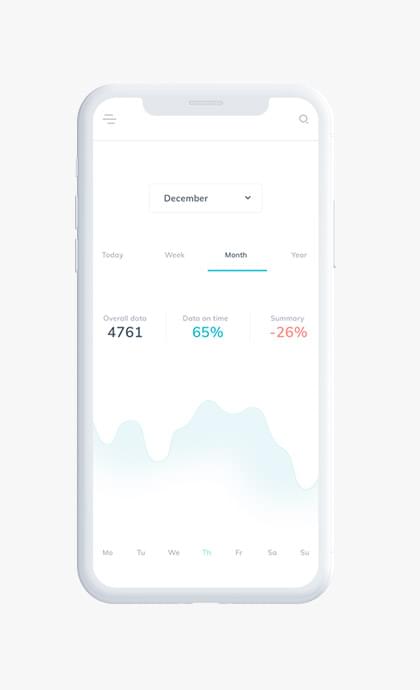 December
Today Week Month Year
Overall data Data on time Summary
4761 65% -26%
Mo Tu We Th Fr Sa Su